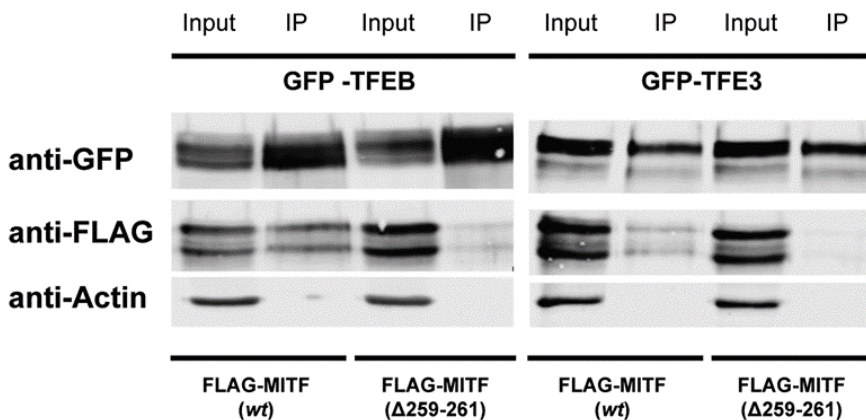 Input IP Input IP Input IP Input IP
GFP -TFEB GFP-TFE3
anti-GFP
anti-FLAG
anti-Actin
FLAG-MITF FLAG-MITF FLAG-MITF FLAG-MITF
(wt) (Δ259-261) (wt) (Δ259-261)